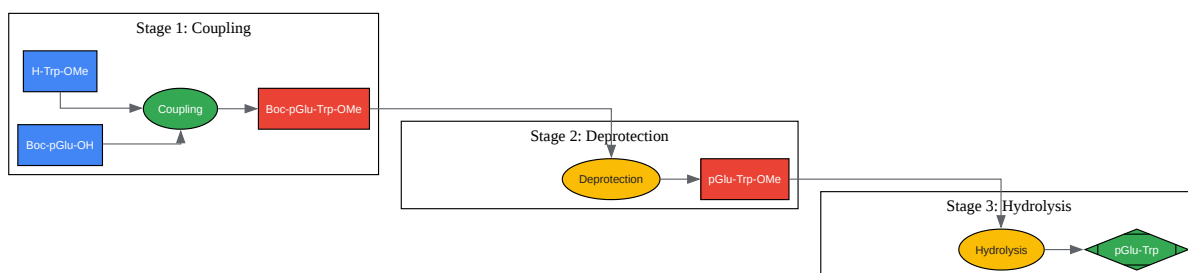 Stage 1: Coupling
H-Trp-OMe
Coupling
Boc-pGlu-Trp-OMe
Boc-pGlu-OH
Stage 2: Deprotection
Deprotection
pGlu-Trp-OMe
Stage 3: Hydrolysis
Hydrolysis
pGlu-Trp